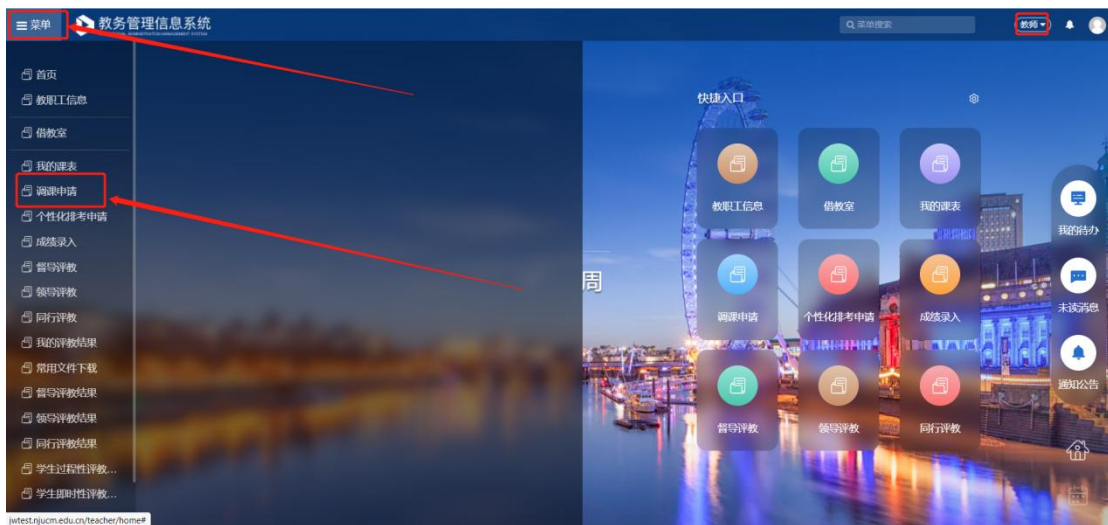 菜单
教务管理信息系统
菜单搜索
教师
首页
教职工信息
借教室
我的课表
调课申请
个性化排考申请
成绩录入
督导评教
领导评教
同行评教
我的评教结果
常用文件下载
督导评教结果
领导评教结果
同行评教结果
学生过程性评教...
学生即时性评教...
周
快捷入口
教职工信息
借教室
我的课表
调课申请
个性化排考申请
成绩录入
督导评教
领导评教
同行评教
我的待办
未读消息
通知公告
jwtest.njucm.edu.cn/teacher/home#